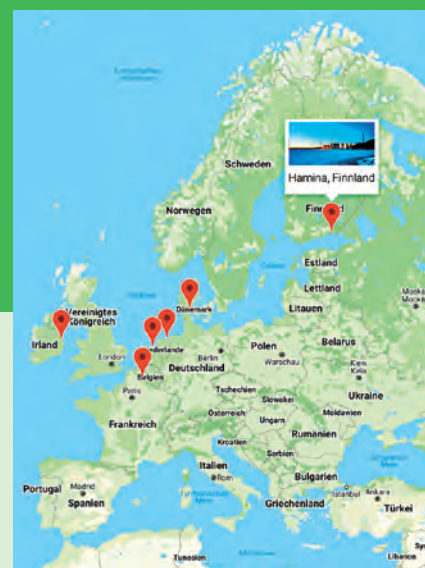 Schweden
Hamina, Finnland
Norwegen
Estland
Lettland
Dänemark
Litauen
Vereinigtes
Königreich
Irland
London
Berlin
Polen
Warschau
Belarus
Deutschland
Belgien
Paris
Tschechien
Slowakei
Ukraine
Österreich
Ungarn
Moldawien
Frankreich
Rumänien
Kroatien
Serbien
Italien
Rom
Bulgarien
Portugal
Madrid
Spanien
Istanbul
Ankara
Griechenland
Türkei
Tunesien
Libanon